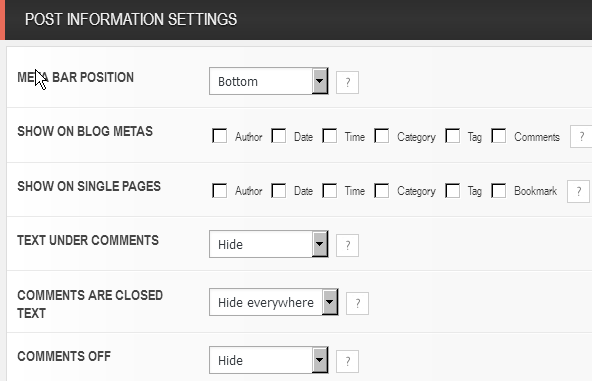 POST INFORMATION SETTINGS
META BAR POSITION Bottom ?
SHOW ON BLOG METAS Author Date Time Category Tag Comments ?
SHOW ON SINGLE PAGES Author Date Time Category Tag Bookmark ?
TEXT UNDER COMMENTS Hide ?
COMMENTS ARE CLOSED TEXT Hide everywhere ?
COMMENTS OFF Hide ?